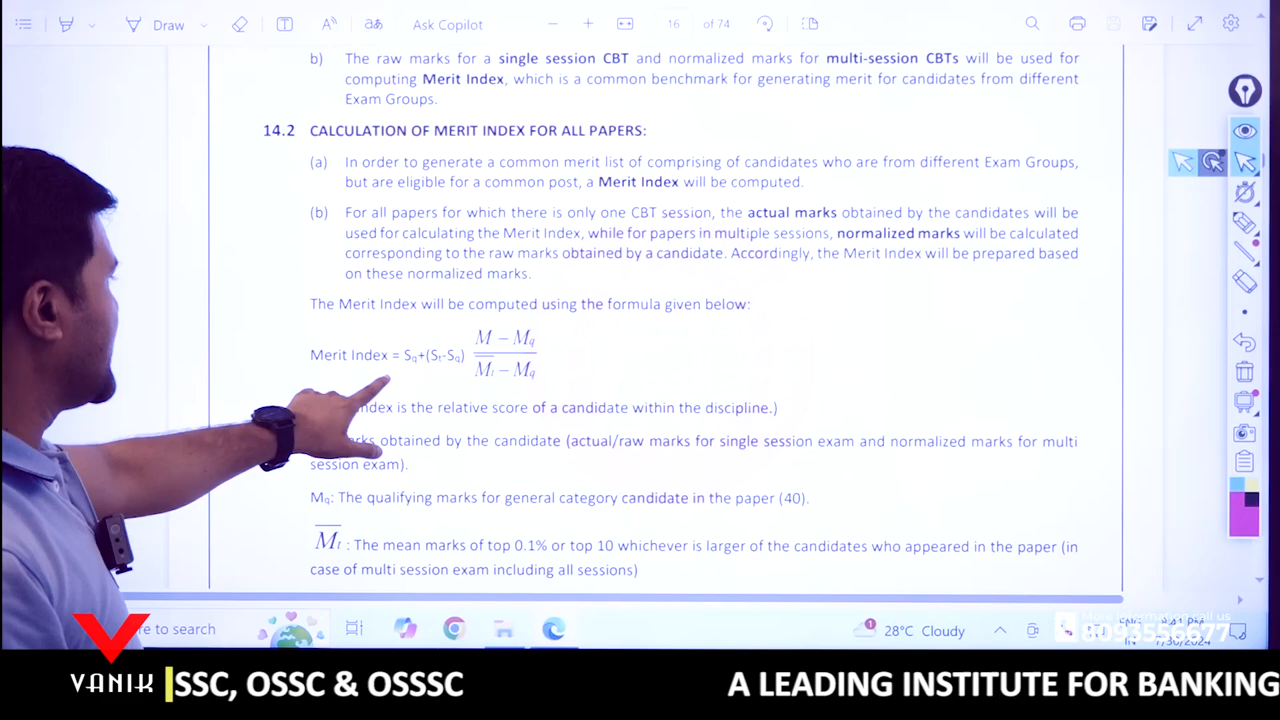 Draw
Ask Copilot
16
of 74
b) The raw marks for a single session CBT and normalized marks for multi-session CBTs will be used for
computing Merit Index, which is a common benchmark for generating merit for candidates from different
Exam Groups.
14.2 CALCULATION OF MERIT INDEX FOR ALL PAPERS:
(a) In order to generate a common merit list of comprising of candidates who are from different Exam Groups,
but are eligible for a common post, a Merit Index will be computed.
(b) For all papers for which there is only one CBT session, the actual marks obtained by the candidates will be
used for calculating the Merit Index, while for papers in multiple sessions, normalized marks will be calculated
corresponding to the raw marks obtained by a candidate. Accordingly, the Merit Index will be prepared based
on these normalized marks.
The Merit Index will be computed using the formula given below:
M – Mq
Merit Index = Sq+(St-Sq)
Mt – Mq
index is the relative score of a candidate within the discipline.)
obtained by the candidate (actual/raw marks for single session exam and normalized marks for multi
session exam).
Mq: The qualifying marks for general category candidate in the paper (40).
Mt : The mean marks of top 0.1% or top 10 whichever is larger of the candidates who appeared in the paper (in
case of multi session exam including all sessions)
re to search
1
28°C Cloudy
More information call us
8093556677
7/30/2024
VANIK
SSC, OSSC & OSSSC
A LEADING INSTITUTE FOR BANKING